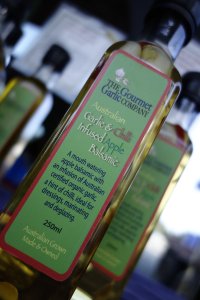 THE Gourmet
Garlic COMPANY
Australian
Garlic &
Infused Apple
Balsamic
A mouth watering
apple balsamic with
an infusion of Australian
certified organic garlic,
a hint of chilli, ideal for
dressings, marinating
and deglazing.
250ml
Australian Grown
Made & Owned